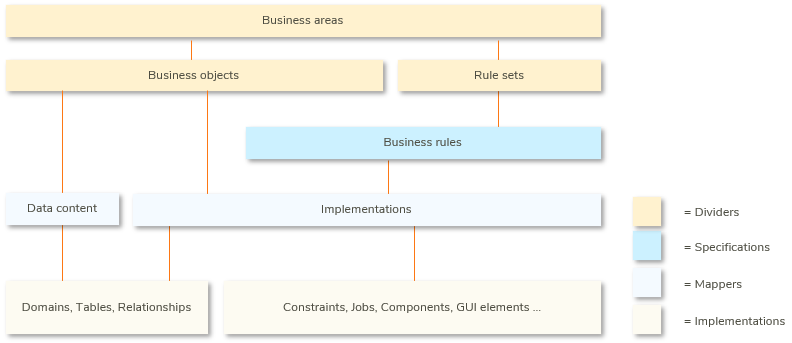 Business areas
Business objects
Rule sets
Business rules
Data content
Implementations
Domains, Tables, Relationships
Constraints, Jobs, Components, GUI elements ...
= Dividers
= Specifications
= Mappers
= Implementations